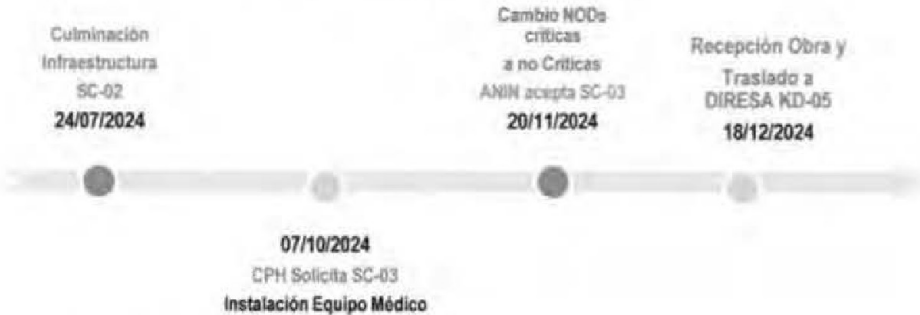 Culminación
Infraestructura
SC-02
24/07/2024
07/10/2024
CPH Solicita SC-03
Instalación Equipo Médico
Cambio NODs
críticas
a no Críticas
ANIN acepta SC-03
20/11/2024
Recepción Obra y
Traslado a
DIRESA KD-05
18/12/2024